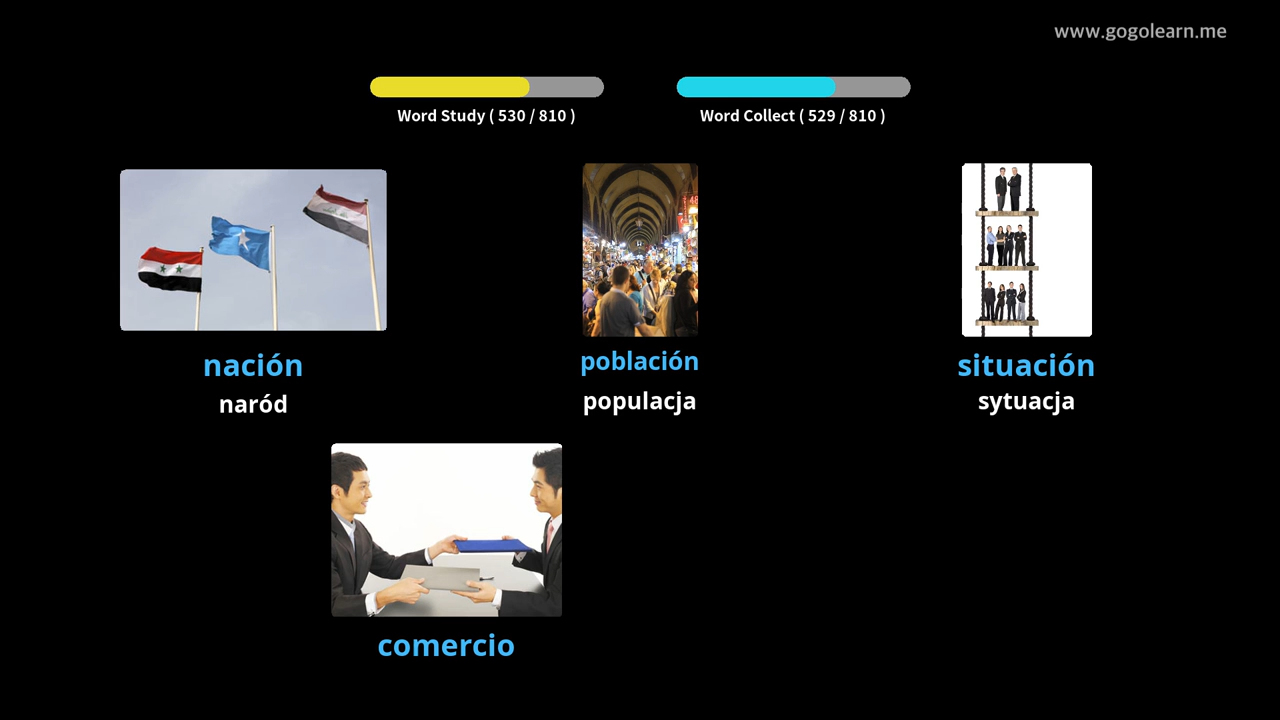 www.gogolearn.me
Word Study ( 530 / 810 )
Word Collect ( 529 / 810 )
nación
naród
población
populacja
situación
sytuacja
comercio